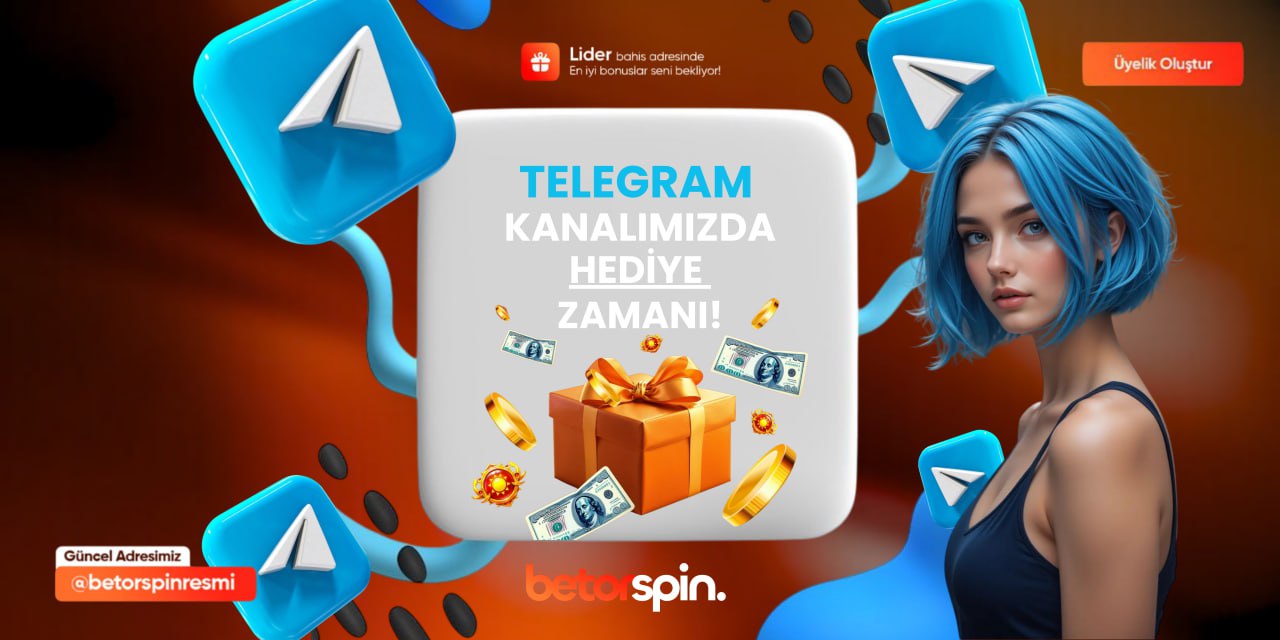 Lider bahis adresinde
En iyi bonuslar seni bekliyor!
Üyelik Oluştur
TELEGRAM
KANALIMIZDA
HEDİYE
ZAMANI!
Güncel Adresimiz
@betorspinresmi
betorspin.